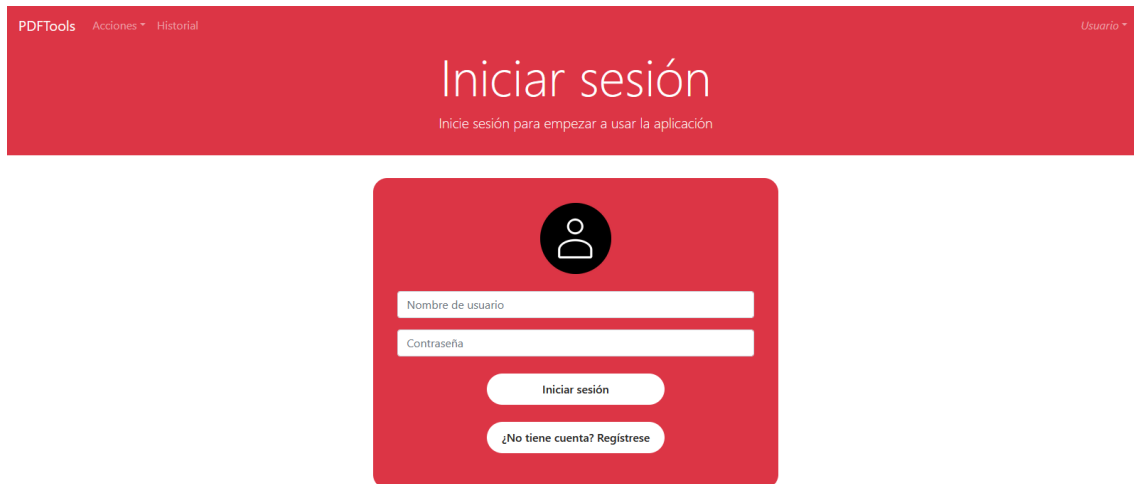 PDFTools Acciones Historial Usuario
Iniciar sesión
Inicie sesión para empezar a usar la aplicación
Nombre de usuario
Contraseña
Iniciar sesión
¿No tiene cuenta? Regístrese